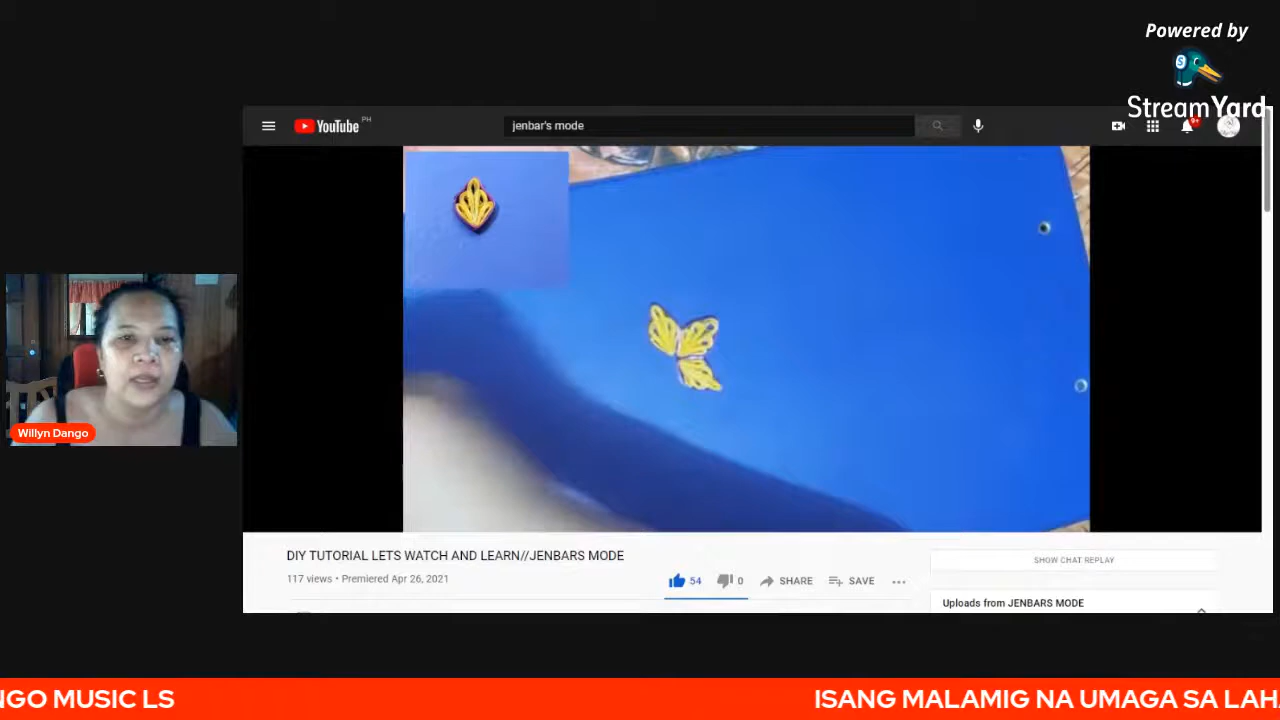 Powered by
StreamYard
YouTube PH
jenbar's mode
9+
Willyn Dango
DIY TUTORIAL LETS WATCH AND LEARN//JENBARS MODE
117 views • Premiered Apr 26, 2021
54
0
SHARE
SAVE
SHOW CHAT REPLAY
Uploads from JENBARS MODE
NGO MUSIC LS
ISANG MALAMIG NA UMAGA SA LAHA